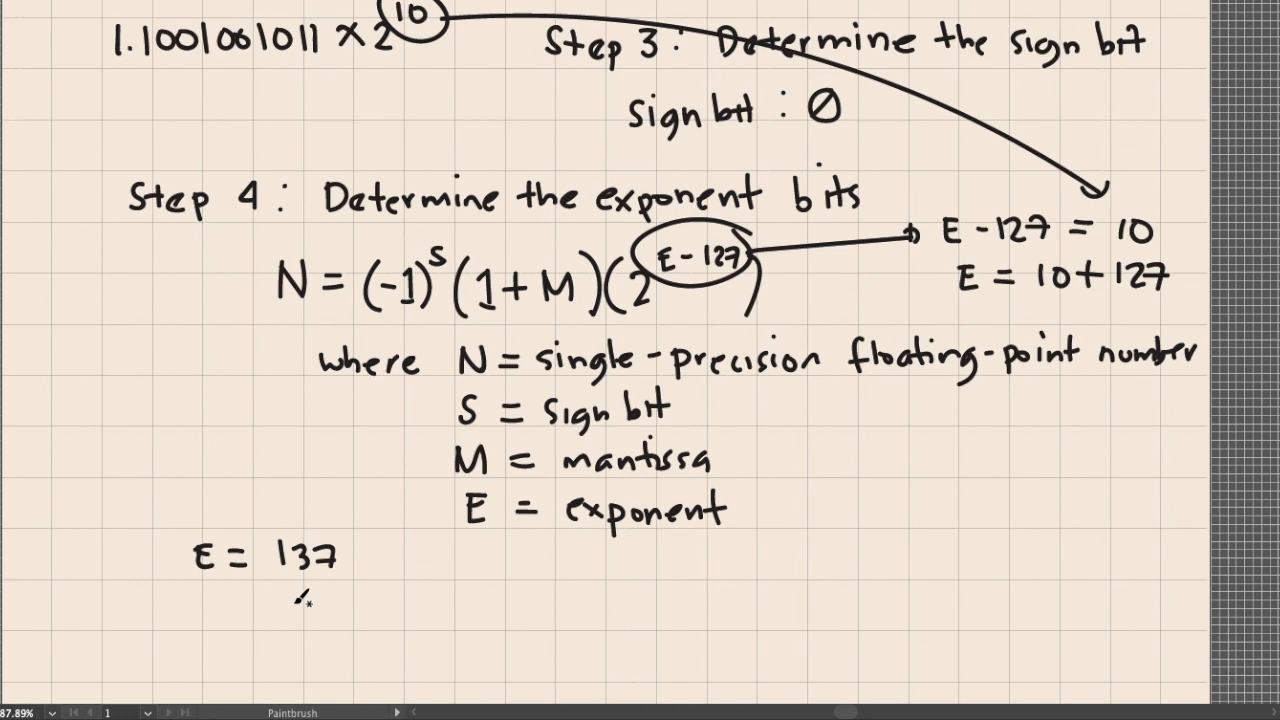 1.1001001011 × 2^10
Step 3: Determine the sign bit
sign bit : 0
Step 4: Determine the exponent bits
E - 127 = 10
N = (-1)^S (1 + M)(2^E-127)
E = 10 + 127
where N = single-precision floating-point number
S = sign bit
M = mantissa
E = exponent
E = 137
87.89%
1
Paintbrush